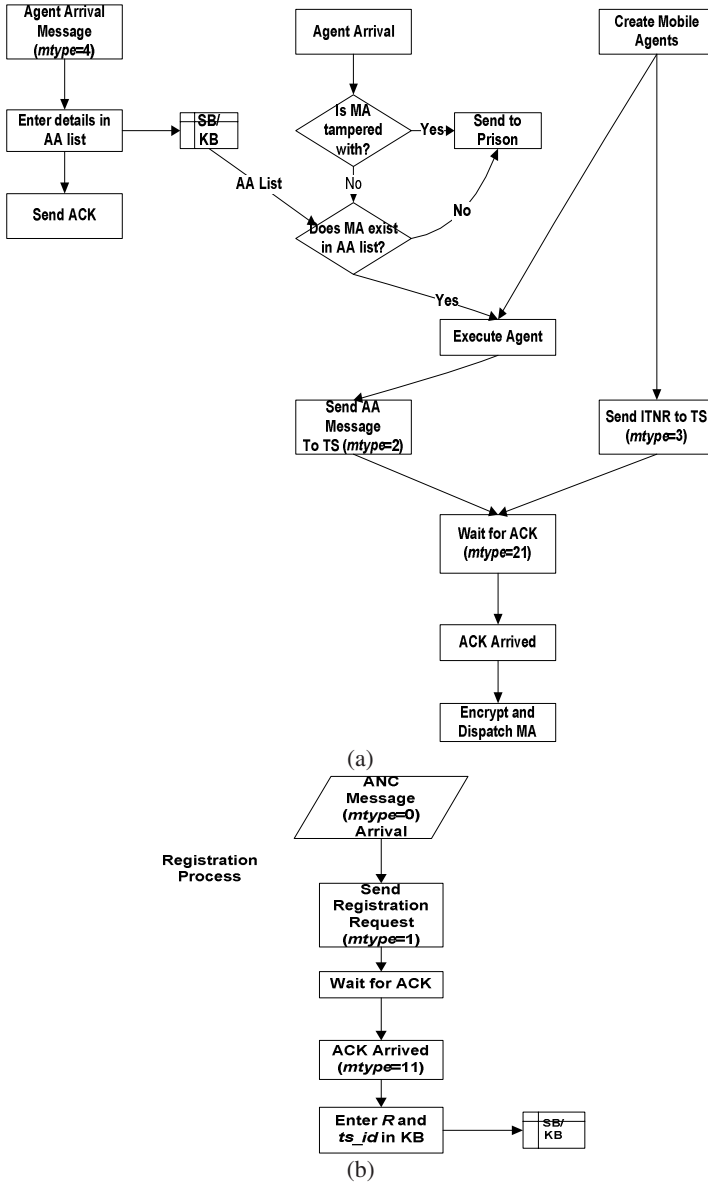 Agent Arrival
Message
(mtype=4)
Enter details in
AA list
SB/
KB
Send ACK
AA List
Agent Arrival
Is MA
tampered
with?
Yes
Send to
Prison
No
Does MA exist
in AA list?
No
Yes
Create Mobile
Agents
Execute Agent
Send AA
Message
To TS (mtype=2)
Send ITNR to TS
(mtype=3)
Wait for ACK
(mtype=21)
ACK Arrived
Encrypt and
Dispatch MA
(a)
ANC
Message
(mtype=0)
Arrival
Registration
Process
Send
Registration
Request
(mtype=1)
Wait for ACK
ACK Arrived
(mtype=11)
Enter R and
ts_id in KB
SB/
KB
(b)